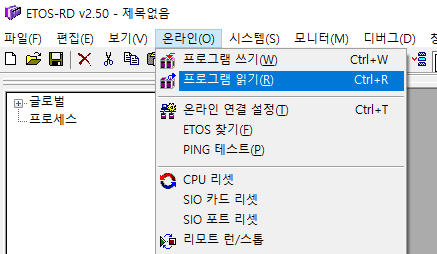 ETOS-RD v2.50 - 제목없음
파일(F) 편집(E) 보기(V) 온라인(O) 시스템(S) 모니터(M) 디버그(D) 창
프로그램 쓰기(W) Ctrl+W
프로그램 읽기(R) Ctrl+R
글로벌
프로세스
온라인 연결 설정(T) Ctrl+T
ETOS 찾기(F)
PING 테스트(P)
CPU 리셋
SIO 카드 리셋
SIO 포트 리셋
리모트 런/스톱